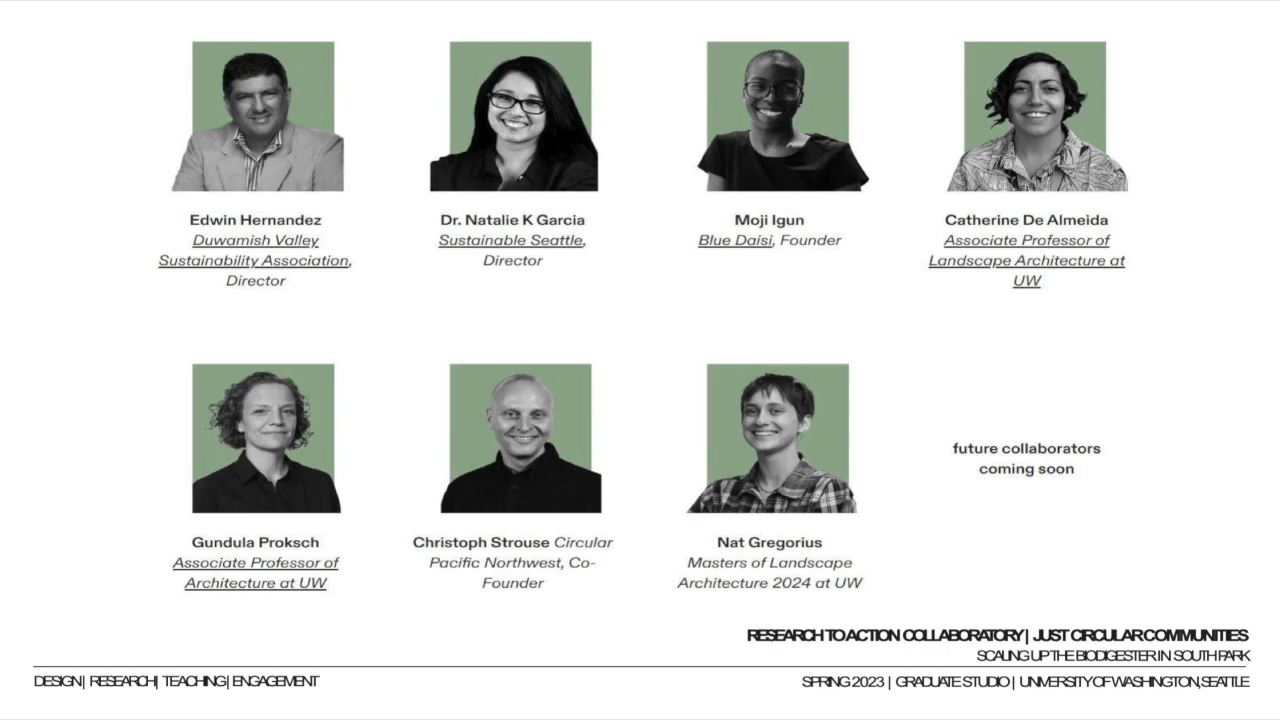 Edwin Hernandez
Duwamish Valley
Sustainability Association,
Director
Dr. Natalie K Garcia
Sustainable Seattle,
Director
Moji Igun
Blue Daisi, Founder
Catherine De Almeida
Associate Professor of
Landscape Architecture at
UW
Gundula Proksch
Associate Professor of
Architecture at UW
Christoph Strouse Circular
Pacific Northwest, Co-
Founder
Nat Gregorius
Masters of Landscape
Architecture 2024 at UW
future collaborators
coming soon
RESEARCH TO ACTION COLLABORATORY | JUST CIRCULAR COMMUNITIES
SCALING UP THE BIODIGESTER IN SOUTH PARK
DESIGN | RESEARCH | TEACHING | ENGAGEMENT
SPRING 2023 | GRADUATE STUDIO | UNIVERSITY OF WASHINGTON, SEATTLE